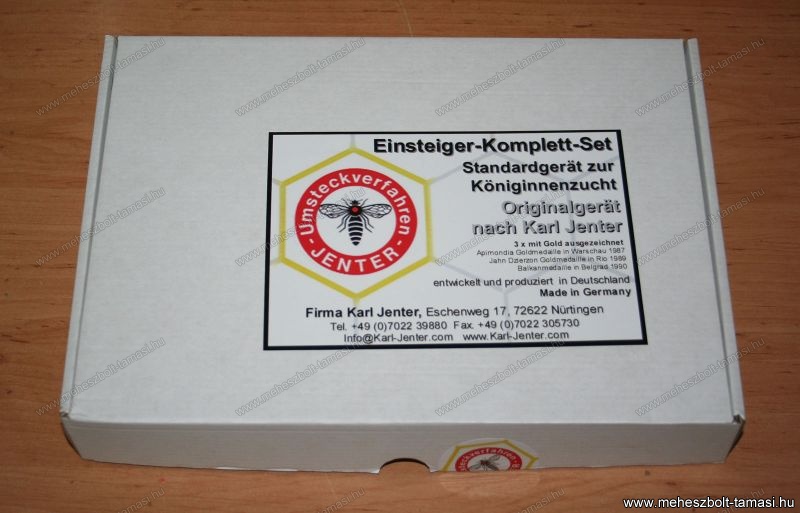 Einsteiger-Komplett-Set
Standardgerät zur
Königinnenzucht
Originalgerät
nach Karl Jenter
3 x mit Gold ausgezeichnet
Apimondia Goldmedaille in Warschau 1987
Jahn Dzierzon Goldmedaille in Rio 1989
Balkanmedaille in Belgrad 1990
entwickelt und produziert in Deutschland
Made in Germany
Umsteckverfahren
- JENTER -
Firma Karl Jenter, Eschenweg 17, 72622 Nürtingen
Tel. +49 (0)7022 39880 Fax. +49 (0)7022 305730
Info@Karl-Jenter.com www.Karl-Jenter.com
Umsteckverfahren
www.meheszbolt-tamasi.hu